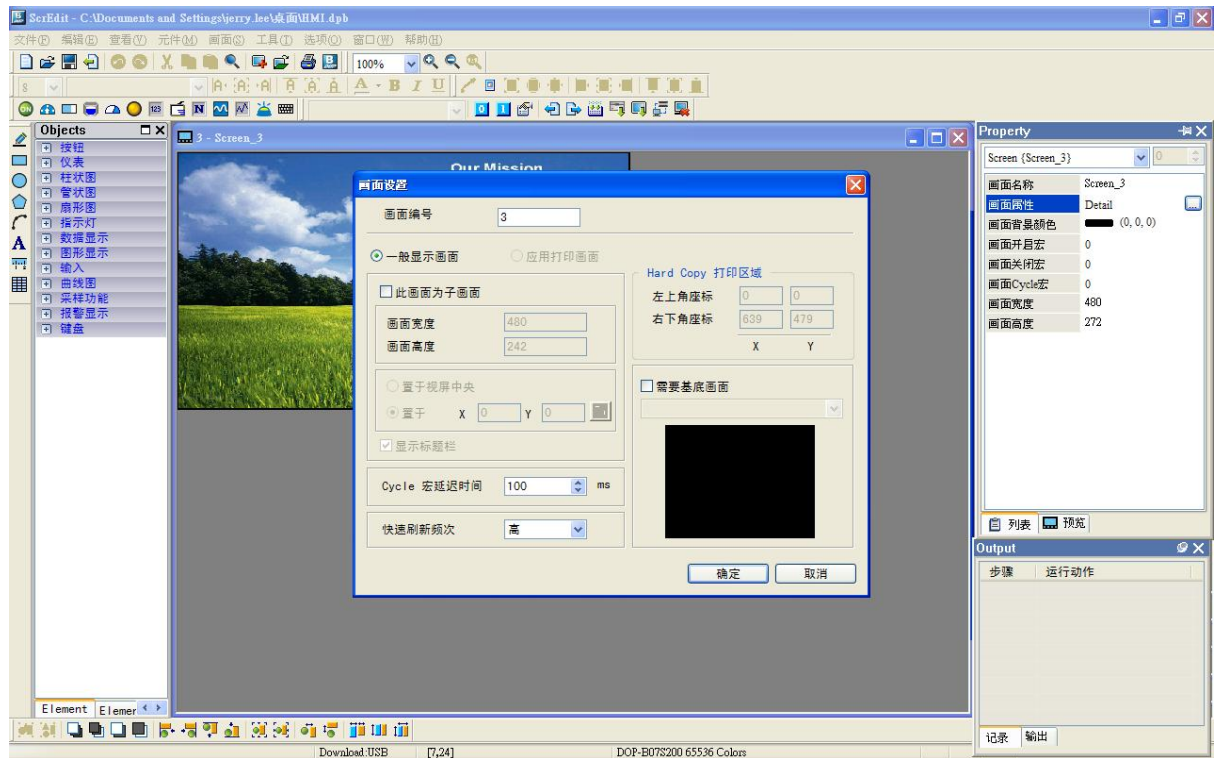 ScrEdit - C:\Documents and Settings\jerry.lee\桌面\HMI.dpb
文件(F) 编辑(E) 查看(V) 元件(M) 画面(S) 工具(T) 选项(O) 窗口(W) 帮助(H)
100%
8
A B I U
Objects
按钮
仪表
柱状图
管状图
扇形图
指示灯
数据显示
图形显示
输入
曲线图
采样功能
报警显示
键盘
Element
3 - Screen_3
Our Mission
画面设置
画面编号 3
一般显示画面 应用打印画面
此画面为子画面
画面宽度 480
画面高度 242
置于视屏中央
置于 X 0 Y 0
显示标题栏
Cycle 宏延迟时间 100 ms
快速刷新频次 高
Hard Copy 打印区域
左上角座标 0 0
右下角座标 639 479
X Y
需要基底画面
确定 取消
Property
Screen {Screen_3} 0
画面名称 Screen_3
画面属性 Detail ...
画面背景颜色 (0, 0, 0)
画面开启宏 0
画面关闭宏 0
画面Cycle宏 0
画面宽度 480
画面高度 272
列表 预览
Output
步骤 运行动作
记录 输出
Download:USB [7,24] DOP-B07S200 65536 Colors